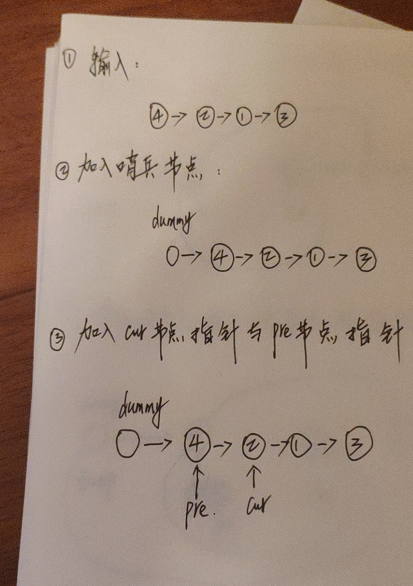 ① 输入：
④→②→①→③
② 加入哨兵节点：
dummy
○→④→②→①→③
③ 加入cur节点指针与pre节点指针
dummy
○→④→②→①→③
↑ ↑
pre. cur